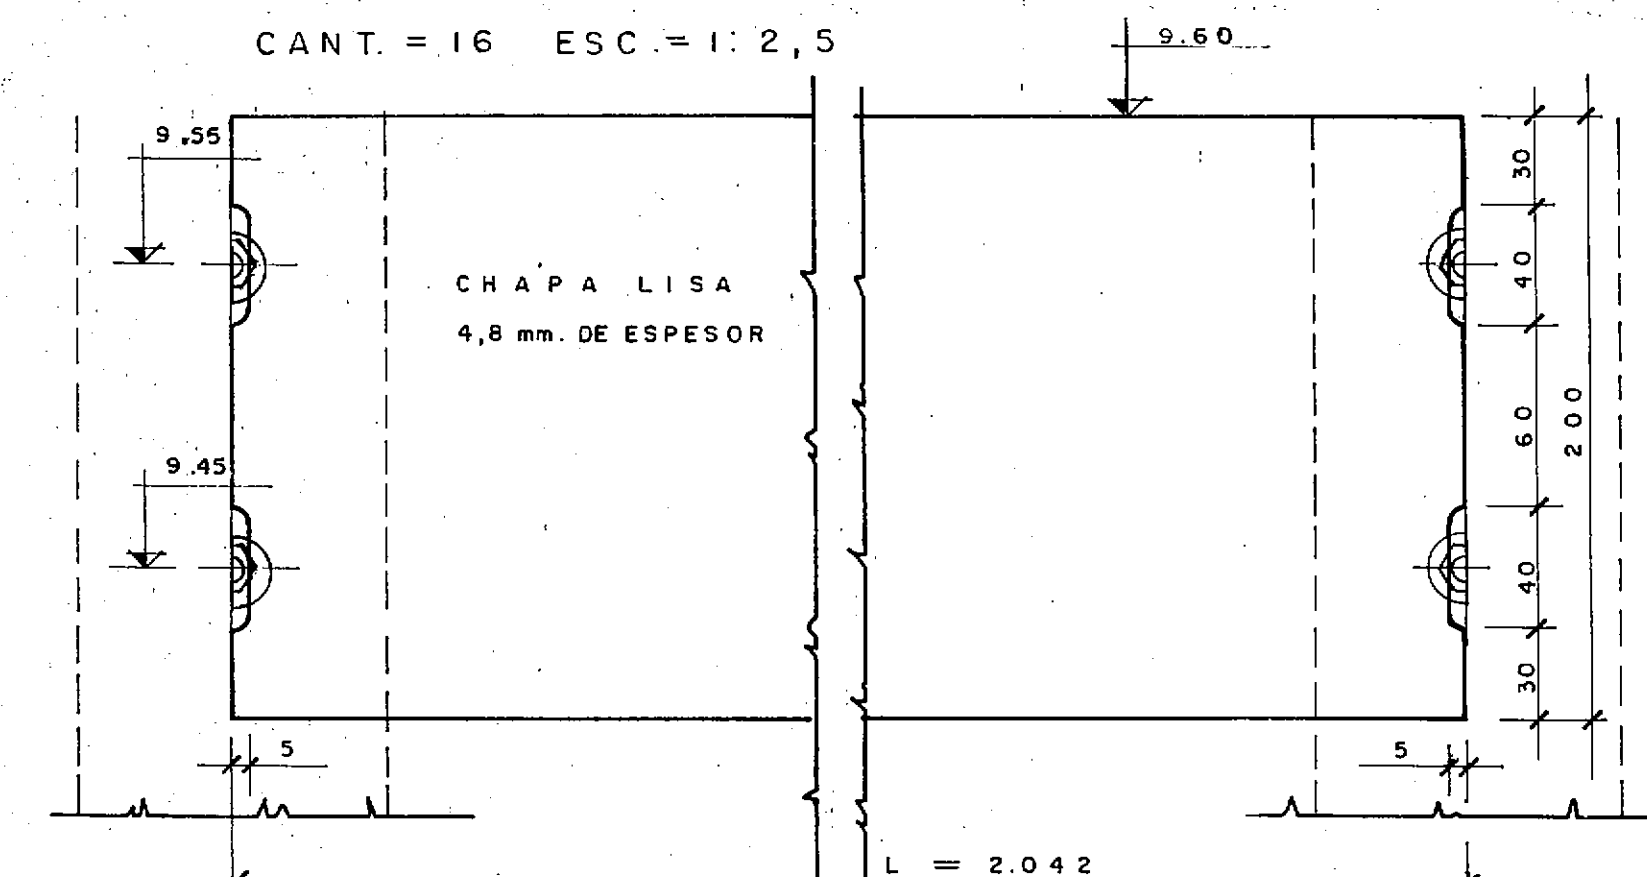 CANT. = 16 ESC.= 1: 2,5
9.60
9.55
30
CHAPA LISA
40
4,8 mm. DE ESPESOR
60
200
9.45
40
30
5
5
L = 2.042